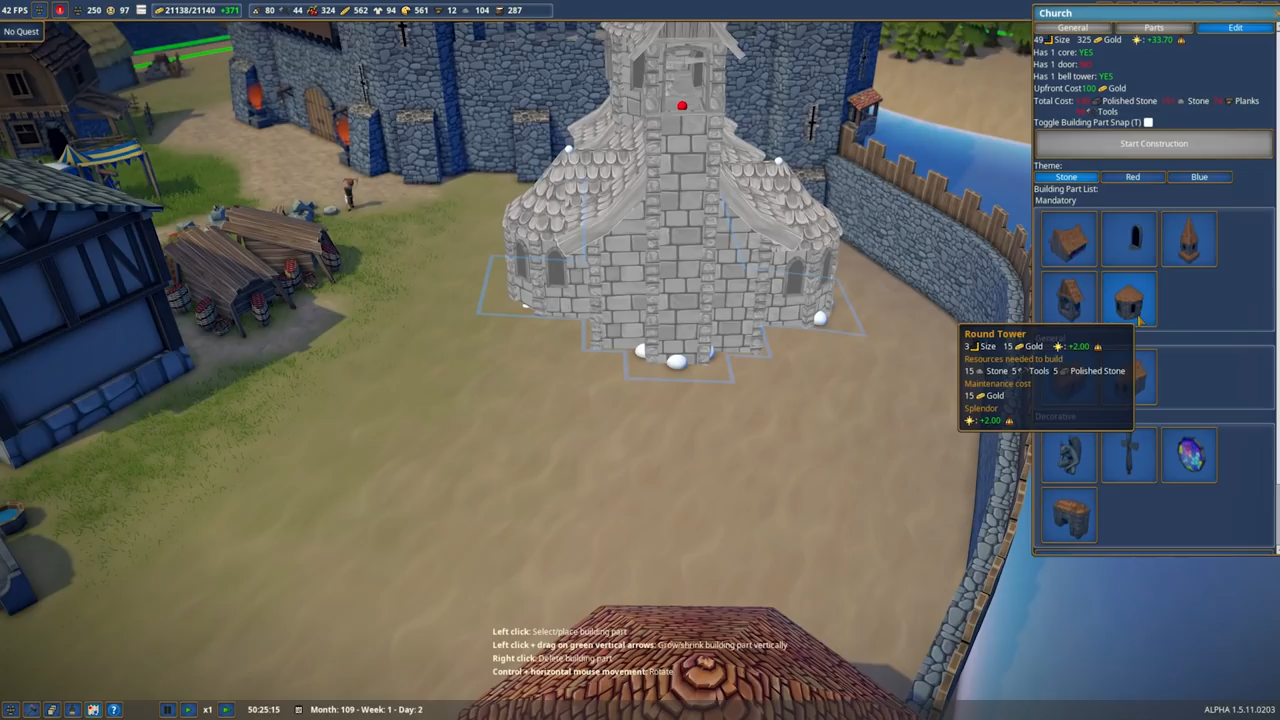 42 FPS 250 97 21138/21140 +371 80 44 324 562 94 561 12 104 287
No Quest
Church
General Parts Edit
49 Size 325 Gold : +33.70
Has 1 core: YES
Has 1 door:
Has 1 bell tower: YES
Upfront Cost100 Gold
Total Cost: Polished Stone Stone Planks
Tools
Toggle Building Part Snap (T)
Start Construction
Theme:
Stone Red Blue
Building Part List:
Mandatory
Round Tower
3 Size 15 Gold : +2.00
Resources needed to build
15 Stone 5 Tools 5 Polished Stone
Maintenance cost
15 Gold
Splendor
: +2.00
Decorative
Left click: Select/place building part
Left click + drag on green vertical arrows: Grow/shrink building part vertically
Right click: Delete building part
Control + horizontal mouse movement: Rotate
x1 50:25:15 Month: 109 - Week: 1 - Day: 2
ALPHA 1.5.11.0203